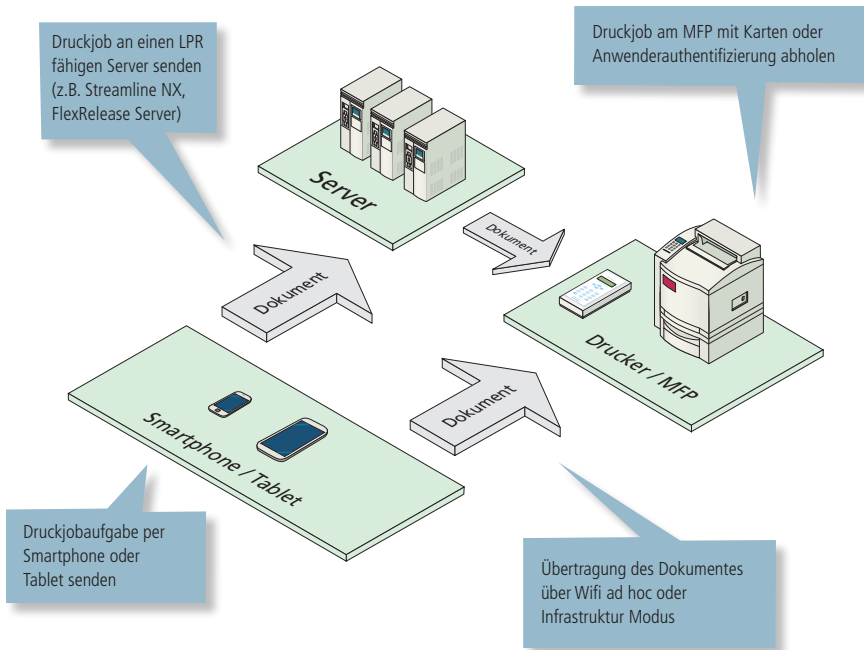 Druckjob an einen LPR
fähigen Server senden
(z.B. Streamline NX,
FlexRelease Server)
Druckjob am MFP mit Karten oder
Anwenderauthentifizierung abholen
Server
Dokument
Dokument
Drucker / MFP
Dokument
Smartphone / Tablet
Druckjobaufgabe per
Smartphone oder
Tablet senden
Übertragung des Dokumentes
über Wifi ad hoc oder
Infrastruktur Modus